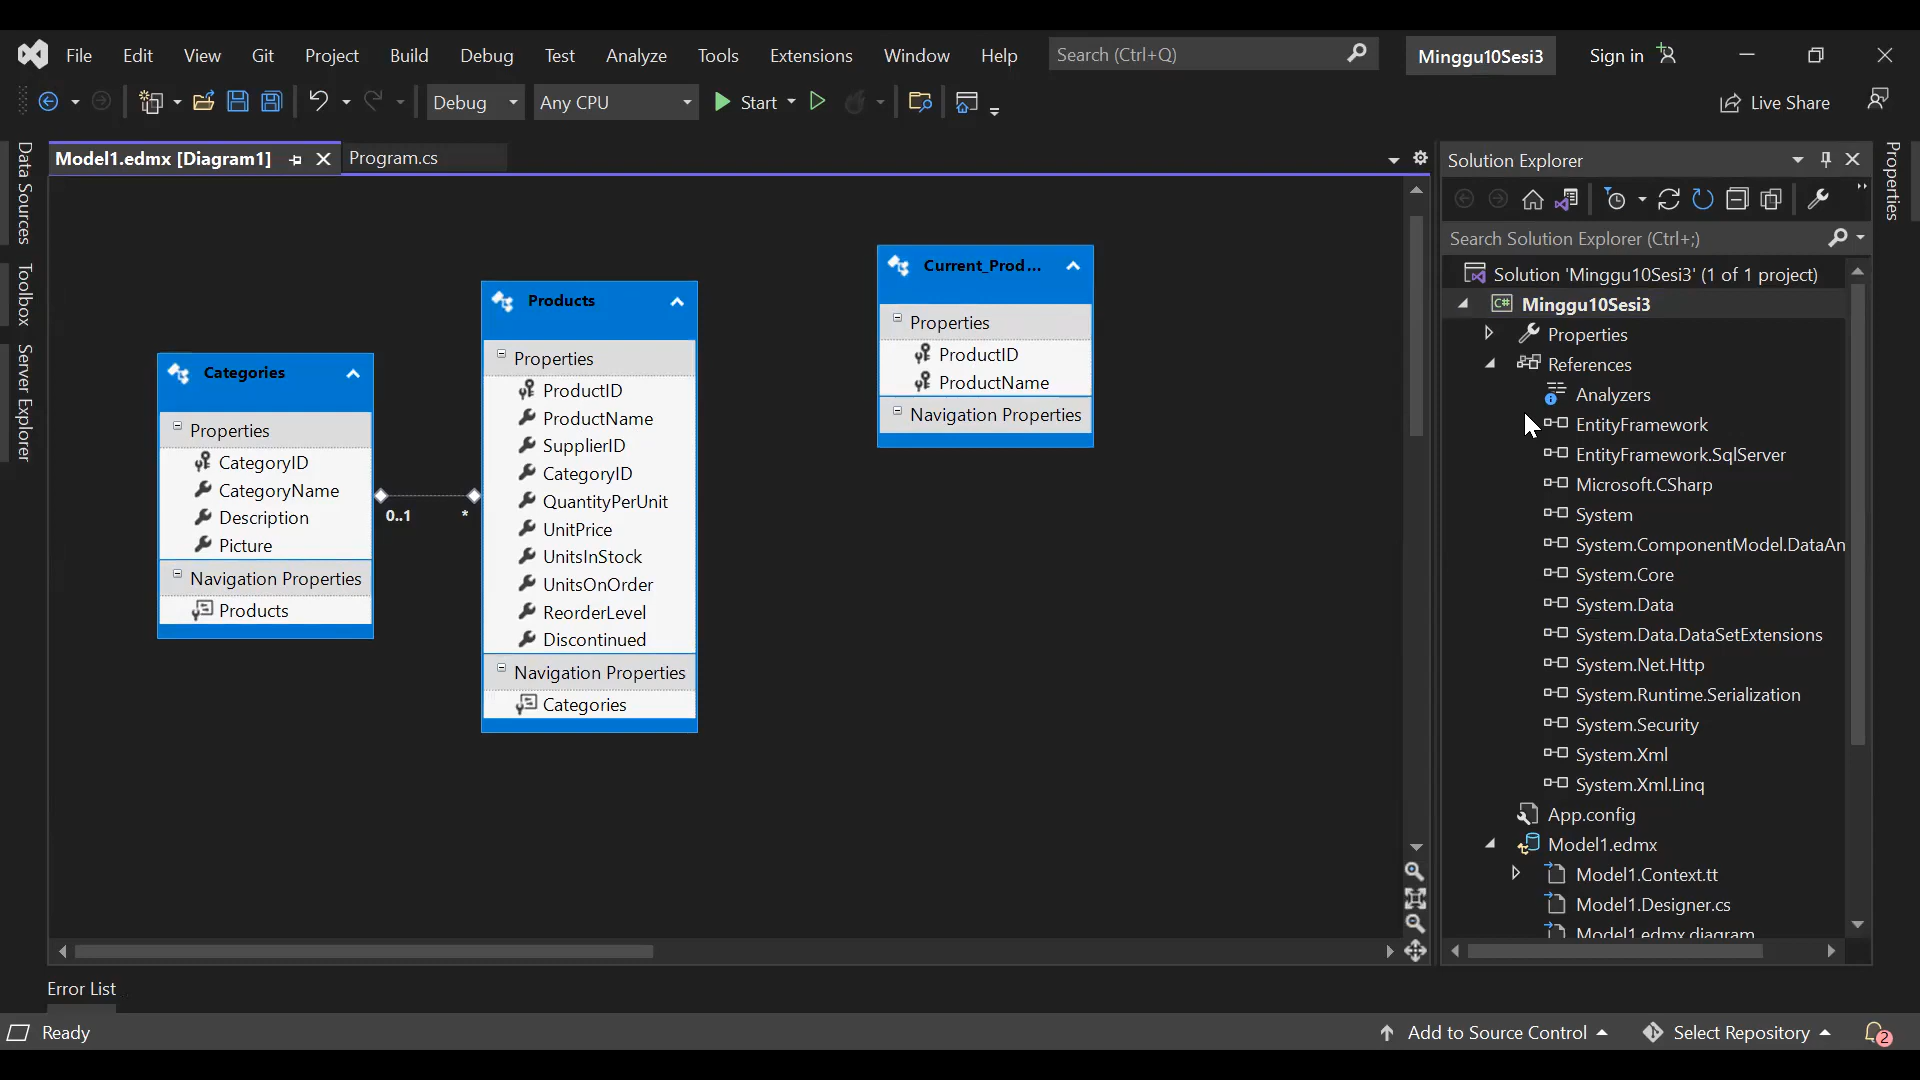 File Edit View Git Project Build Debug Test Analyze Tools Extensions Window Help Search (Ctrl+Q) Minggu10Sesi3 Sign in
Debug Any CPU Start Live Share
Data Sources
Toolbox
Server Explorer
Model1.edmx [Diagram1] Program.cs
Categories
Properties
CategoryID
CategoryName
Description
Picture
Navigation Properties
Products
0..1 *
Products
Properties
ProductID
ProductName
SupplierID
CategoryID
QuantityPerUnit
UnitPrice
UnitsInStock
UnitsOnOrder
ReorderLevel
Discontinued
Navigation Properties
Categories
Current_Prod...
Properties
ProductID
ProductName
Navigation Properties
Solution Explorer
Search Solution Explorer (Ctrl+;)
Solution 'Minggu10Sesi3' (1 of 1 project)
C# Minggu10Sesi3
Properties
References
Analyzers
EntityFramework
EntityFramework.SqlServer
Microsoft.CSharp
System
System.ComponentModel.DataAn
System.Core
System.Data
System.Data.DataSetExtensions
System.Net.Http
System.Runtime.Serialization
System.Security
System.Xml
System.Xml.Linq
App.config
Model1.edmx
Model1.Context.tt
Model1.Designer.cs
Model1.edmx.diagram
Properties
Error List
Ready Add to Source Control Select Repository 2